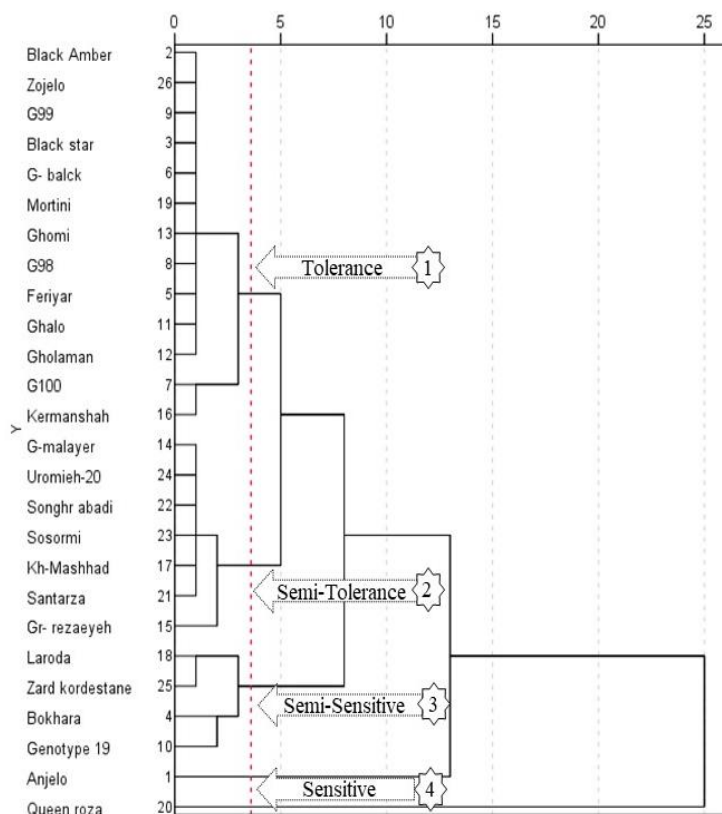 0 5 10 15 20 25
Black Amber 2
Zojelo 26
G99 9
Black star 3
G- balck 6
Mortini 19
Ghomi 13
G98 8
Tolerance 1
Feriyar 5
Ghalo 11
Gholaman 12
G100 7
Kermanshah 16
Y
G-malayer 14
Uromieh-20 24
Songhr abadi 22
Sosormi 23
Kh-Mashhad 17
Santarza 21
Semi-Tolerance 2
Gr- rezaeyeh 15
Laroda 18
Zard kordestane 25
Semi-Sensitive 3
Bokhara 4
Genotype 19 10
Anjelo 1
Sensitive 4
Queen roza 20